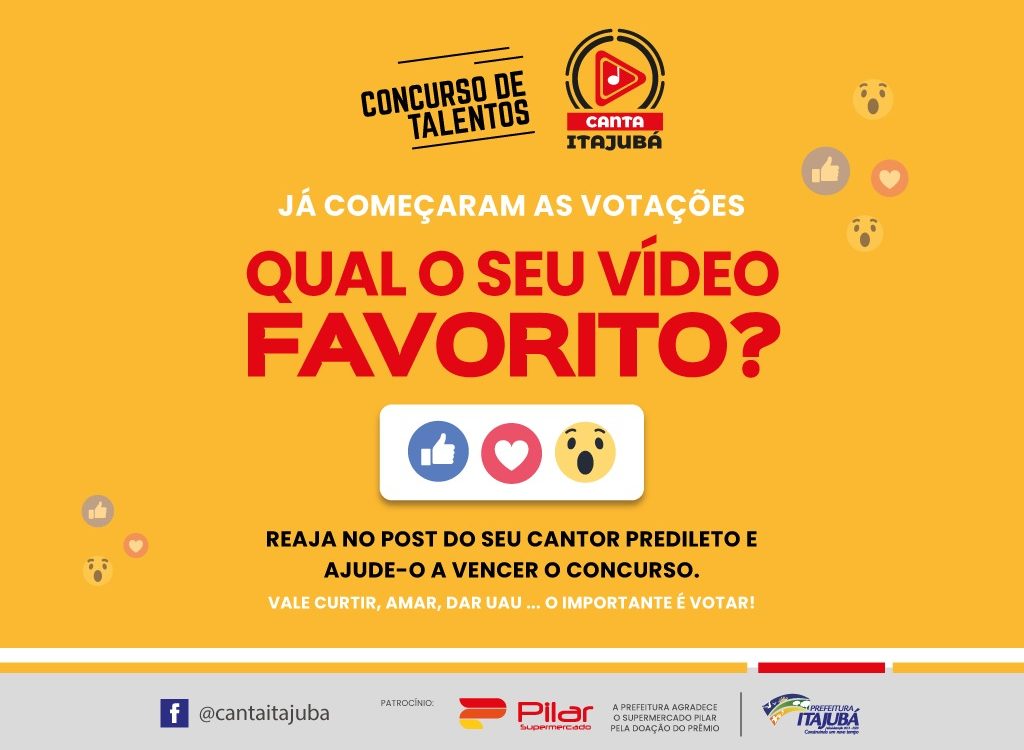 CONCURSO DE
TALENTOS
CANTA
ITAJUBÁ
JÁ COMEÇARAM AS VOTAÇÕES
QUAL O SEU VÍDEO
FAVORITO?
REAJA NO POST DO SEU CANTOR PREDILETO E
AJUDE-O A VENCER O CONCURSO.
VALE CURTIR, AMAR, DAR UAU ... O IMPORTANTE É VOTAR!
@cantaitajuba
PATROCÍNIO:
Pilar
Supermercado
A PREFEITURA AGRADECE
O SUPERMERCADO PILAR
PELA DOAÇÃO DO PRÊMIO
PREFEITURA
ITAJUBÁ
Construindo um novo tempo